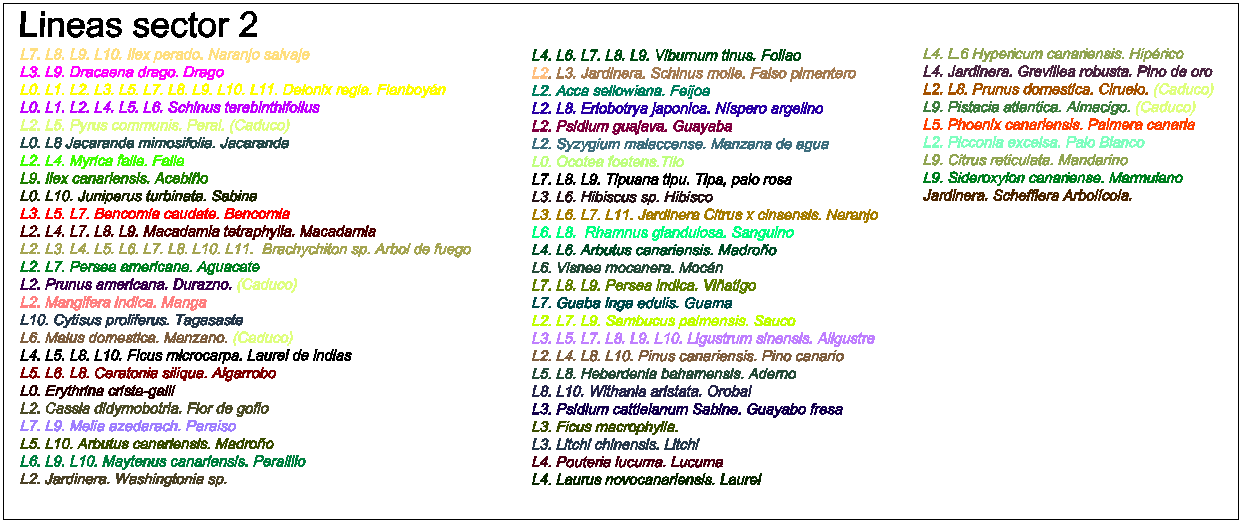 Lineas sector 2
L7. L8. L9. L10. Ilex perado. Naranjo salvaje
L3. L9. Dracaena drago. Drago
L0. L1. L2. L3. L5. L7. L8. L9. L10. L11. Delonix regia. Flanboyán
L0. L1. L2. L4. L5. L6. Schinus terebinthifolius
L2. L5. Pyrus communis. Peral. (Caduco)
L0. L8 Jacaranda mimosifolia. Jacaranda
L2. L4. Myrica faila. Faila
L9. Ilex canariensis. Acebiño
L0. L10. Juniperus turbinata. Sabina
L3. L5. L7. Bencomia caudata. Bencomia
L2. L4. L7. L8. L9. Macadamia tetraphylla. Macadamia
L2. L3. L4. L5. L6. L7. L8. L10. L11. Brachychiton sp. Arbol de fuego
L2. L7. Persea americana. Aguacate
L2. Prunus americana. Durazno. (Caduco)
L2. Mangifera indica. Manga
L10. Cytisus proliferus. Tagasaste
L6. Malus domestica. Manzano. (Caduco)
L4. L5. L8. L10. Ficus microcarpa. Laurel de indias
L5. L6. L8. Ceratonia siliqua. Algarrobo
L0. Erythrina crista-galli
L2. Cassia didymobotria. Flor de gofio
L7. L9. Melia azedarach. Paraiso
L5. L10. Arbutus canariensis. Madroño
L6. L9. L10. Maytenus canariensis. Peralillo
L2. Jardinera. Washingtonia sp.
L4. L6. L7. L8. L9. Viburnum tinus. Follao
L2. L3. Jardinera. Schinus molle. Falso pimentero
L2. Acca sellowiana. Feijoa
L2. L8. Eriobotrya japonica. Níspero argelino
L2. Psidium guajava. Guayaba
L2. Syzygium malaccense. Manzana de agua
L0. Ocotea foetens.Tilo
L7. L8. L9. Tipuana tipu. Tipa, palo rosa
L3. L6. Hibiscus sp. Hibisco
L3. L6. L7. L11. Jardinera Citrus x cinsensis. Naranjo
L6. L8. Rhamnus glandulosa. Sanguino
L4. L6. Arbutus canariensis. Madroño
L6. Visnea mocanera. Mocán
L7. L8. L9. Persea indica. Viñatigo
L7. Guaba Inga edulis. Guama
L2. L7. L9. Sambucus palmensis. Sauco
L3. L5. L7. L8. L9. L10. Ligustrum sinensis. Aligustre
L2. L4. L8. L10. Pinus canariensis. Pino canario
L5. L8. Heberdenia bahamensis. Aderno
L8. L10. Withania aristata. Orobal
L3. Psidium cattleianum Sabine. Guayabo fresa
L3. Ficus macrophylla.
L3. Litchi chinensis. Litchi
L4. Pouteria lucuma. Lucuma
L4. Laurus novocanariensis. Laurel
L4. L.6 Hypericum canariensis. Hipérico
L4. Jardinera. Grevillea robusta. Pino de oro
L2. L8. Prunus domestica. Ciruelo. (Caduco)
L9. Pistacia atlantica. Almacigo. (Caduco)
L5. Phoenix canariensis. Palmera canaria
L2. Picconia excelsa. Palo Blanco
L9. Citrus reticulata. Mandarino
L9. Sideroxylon canariense. Marmulano
Jardinera. Schefflera Arbolícola.